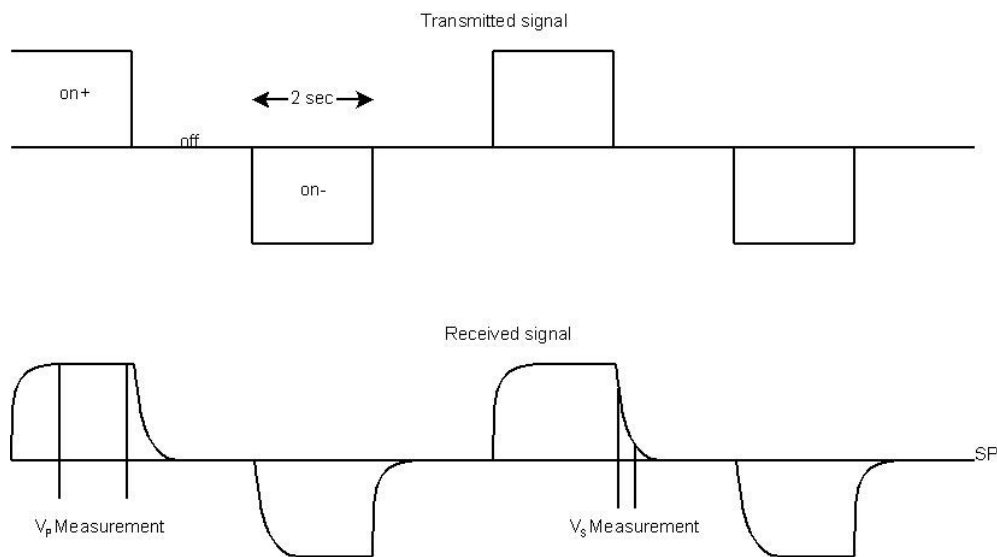 Transmitted signal
on+
2 sec
off
on-
Received signal
SP
VP Measurement
VS Measurement